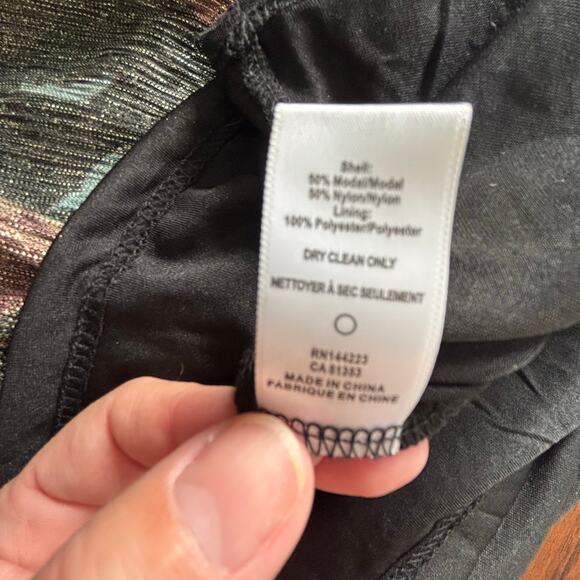 Shell:
50% Modal/Modal
50% Nylon/Nylon
Lining:
100% Polyester/Polyester
DRY CLEAN ONLY
NETTOYER À SEC SEULEMENT
RN144223
CA 51353
MADE IN CHINA
FABRIQUE EN CHINE